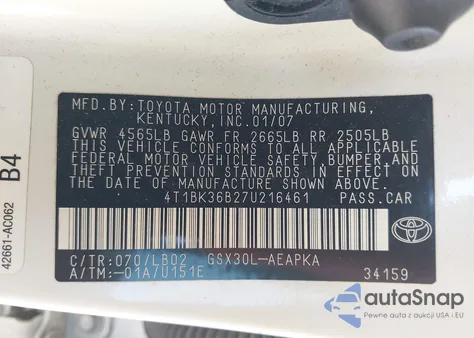 MFD.BY:TOYOTA MOTOR MANUFACTURING,
KENTUCKY, INC. 01/07
GVWR 4565LB GAWR FR 2665LB RR 2505LB
THIS VEHICLE CONFORMS TO ALL APPLICABLE
FEDERAL MOTOR VEHICLE SAFETY, BUMPER, AND
THEFT PREVENTION STANDARDS IN EFFECT ON
THE DATE OF MANUFACTURE SHOWN ABOVE.
4T1BK36B27U216461 PASS.CAR
C/TR:070/LB02 GSX30L-AEAPKA
A/TM:-01A/U151E 34159
TOYOTA
42661-AC062 B4
autoSnap
Pewne auta z aukcji w USA